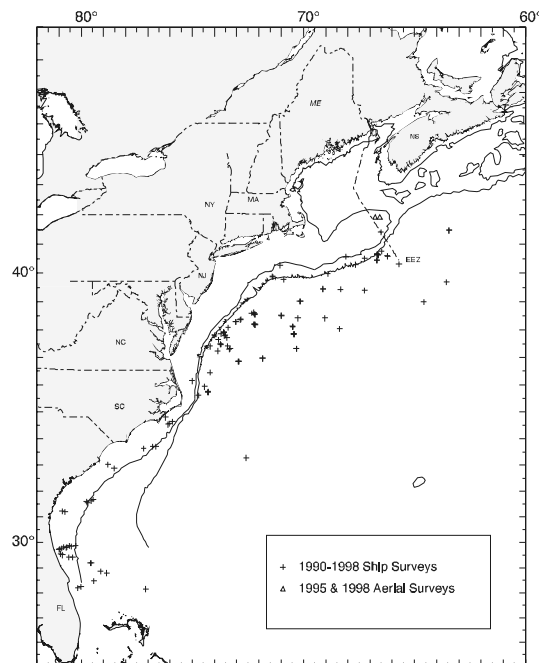 80° 70° 60°
ME
NS
NY MA
40° NJ EEZ
NC
SC
30°
+ 1990-1998 Ship Surveys
△ 1995 & 1998 Aerial Surveys
FL